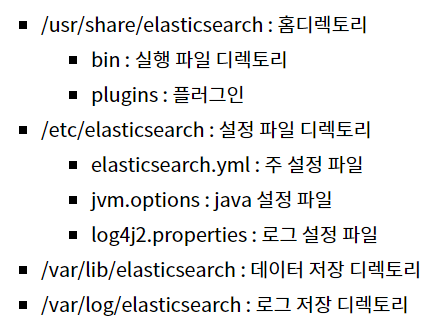 /usr/share/elasticsearch : 홈디렉토리
bin : 실행 파일 디렉토리
plugins : 플러그인
/etc/elasticsearch : 설정 파일 디렉토리
elasticsearch.yml : 주 설정 파일
jvm.options : java 설정 파일
log4j2.properties : 로그 설정 파일
/var/lib/elasticsearch : 데이터 저장 디렉토리
/var/log/elasticsearch : 로그 저장 디렉토리